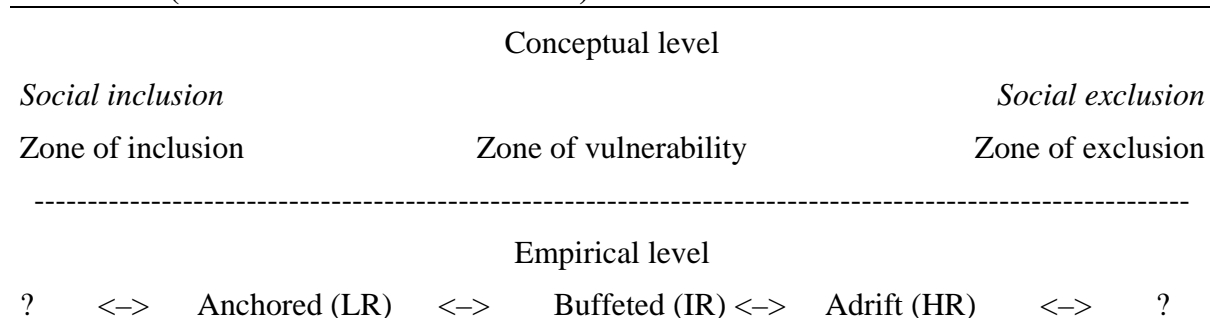 Conceptual level
Social inclusion Social exclusion
Zone of inclusion Zone of vulnerability Zone of exclusion
------------------------------------------------------------------------------------------------------------
Empirical level
? <–> Anchored (LR) <–> Buffeted (IR) <–> Adrift (HR) <–> ?